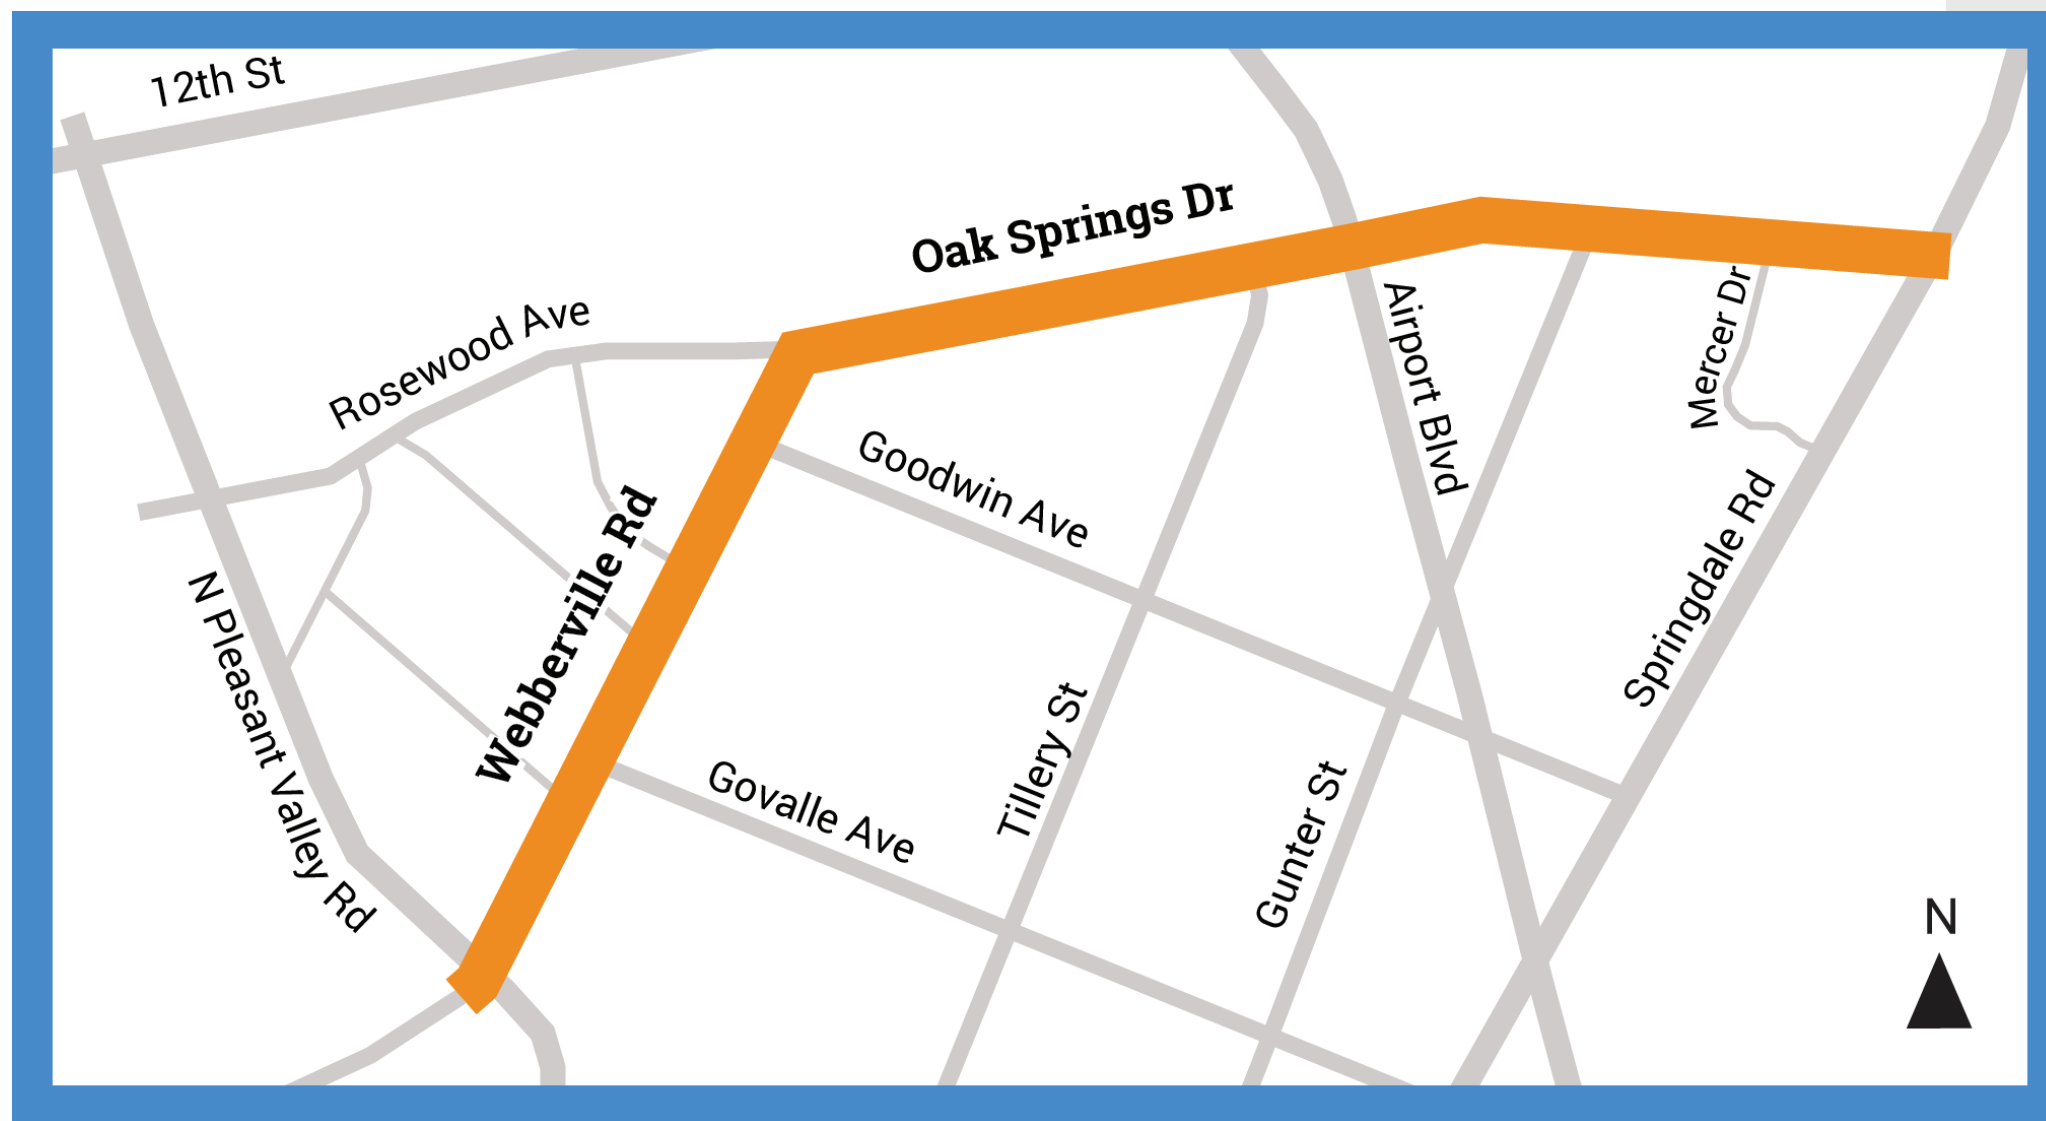 12th St
Oak Springs Dr
Rosewood Ave
Airport Blvd
Mercer Dr
Goodwin Ave
Webberville Rd
Springdale Rd
N Pleasant Valley Rd
Tillery St
Govalle Ave
Gunter St
N